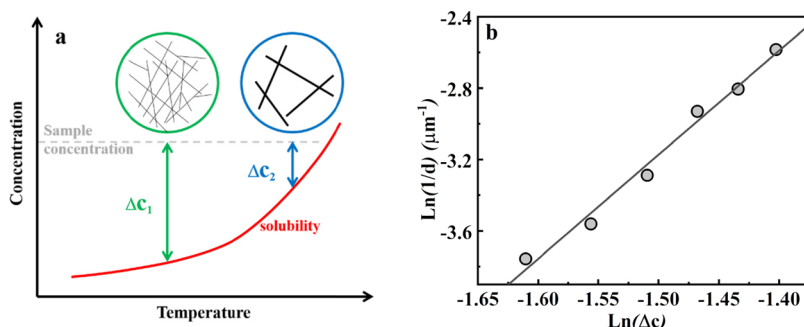 a
Concentration
Sample
concentration
Δc₁
Δc₂
solubility
Temperature
b
Ln(1/d) (μm⁻¹)
-2.4
-2.8
-3.2
-3.6
-1.65 -1.60 -1.55 -1.50 -1.45 -1.40
Ln(Δc)